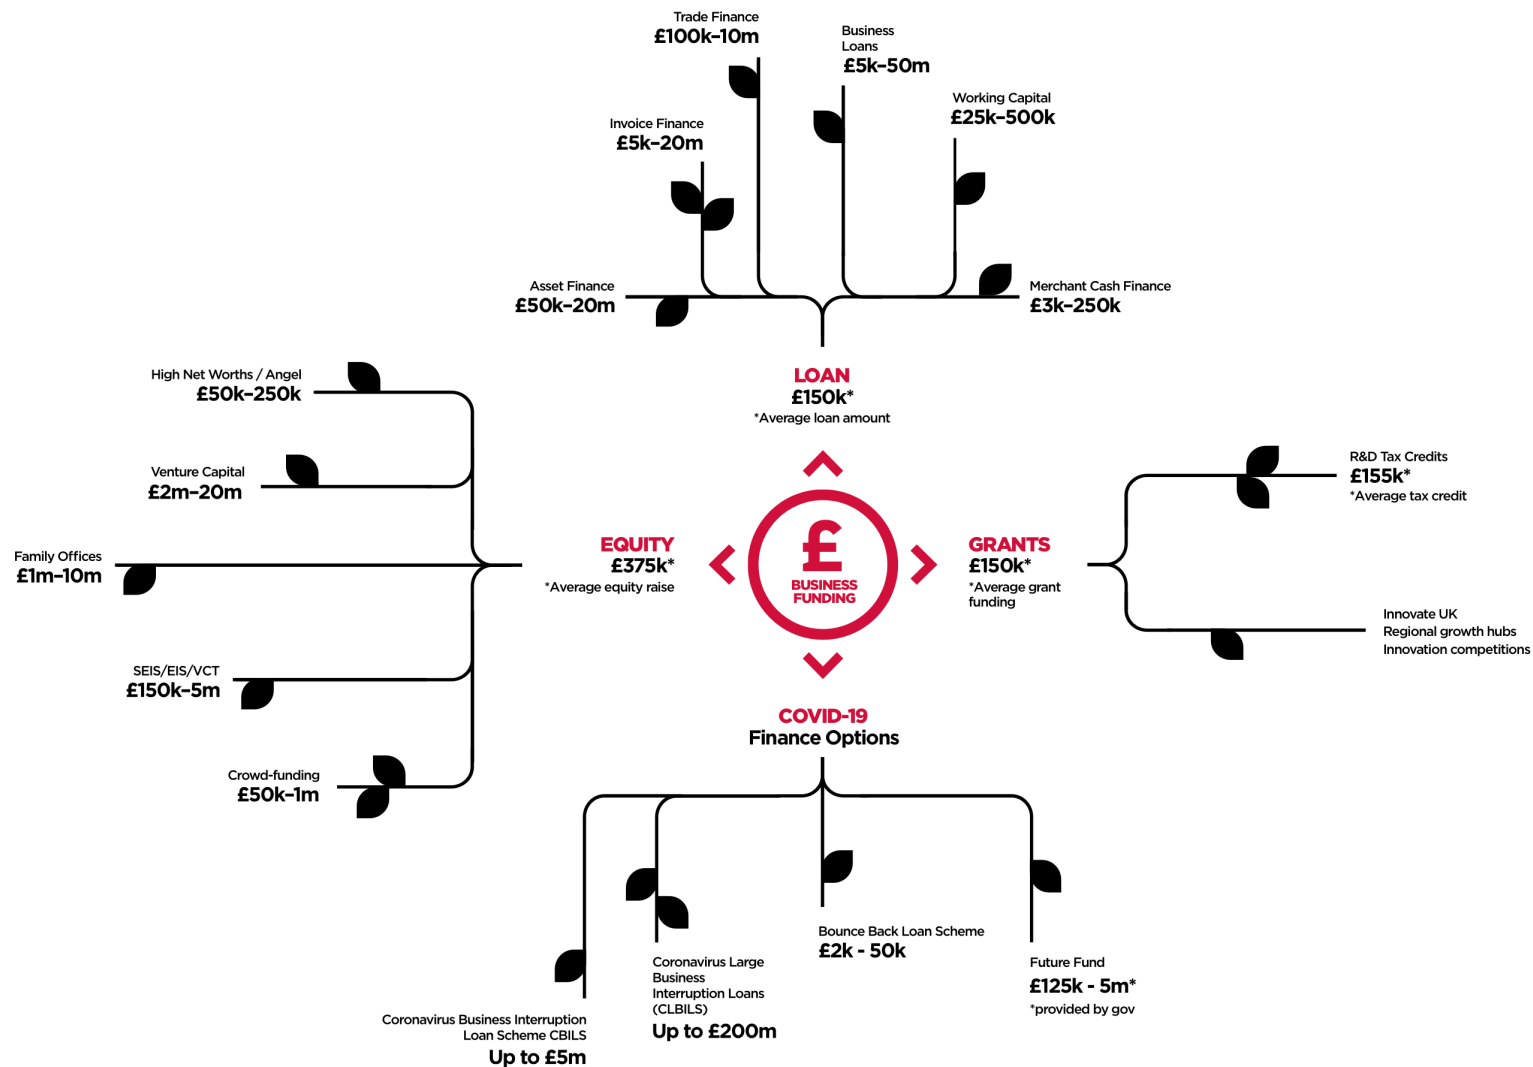 Trade Finance
£100k–10m
Business
Loans
£5k–50m
Working Capital
£25k–500k
Invoice Finance
£5k–20m
Asset Finance
£50k–20m
Merchant Cash Finance
£3k–250k
LOAN
£150k*
*Average loan amount
High Net Worths / Angel
£50k–250k
Venture Capital
£2m–20m
Family Offices
£1m–10m
SEIS/EIS/VCT
£150k–5m
Crowd-funding
£50k–1m
EQUITY
£375k*
*Average equity raise
£
BUSINESS
FUNDING
GRANTS
£150k*
*Average grant
funding
R&D Tax Credits
£155k*
*Average tax credit
Innovate UK
Regional growth hubs
Innovation competitions
COVID-19
Finance Options
Coronavirus Business Interruption
Loan Scheme CBILS
Up to £5m
Coronavirus Large
Business
Interruption Loans
(CLBILS)
Up to £200m
Bounce Back Loan Scheme
£2k - 50k
Future Fund
£125k - 5m*
*provided by gov